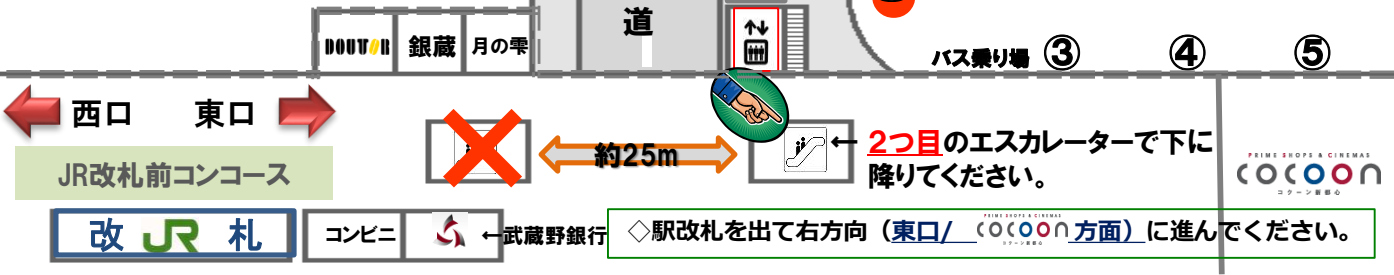 道
DOUTOR 銀蔵 月の雫
バス乗り場 ③ ④ ⑤
西口 東口
約25m
← 2つ目のエスカレーターで下に
降りてください。
JR改札前コンコース
PRIME SHOPS & CINEMAS
cocoon
コクーン新都心
改 JR 札
コンビニ
←武蔵野銀行
◇駅改札を出て右方向（東口/ cocoon 方面）に進んでください。